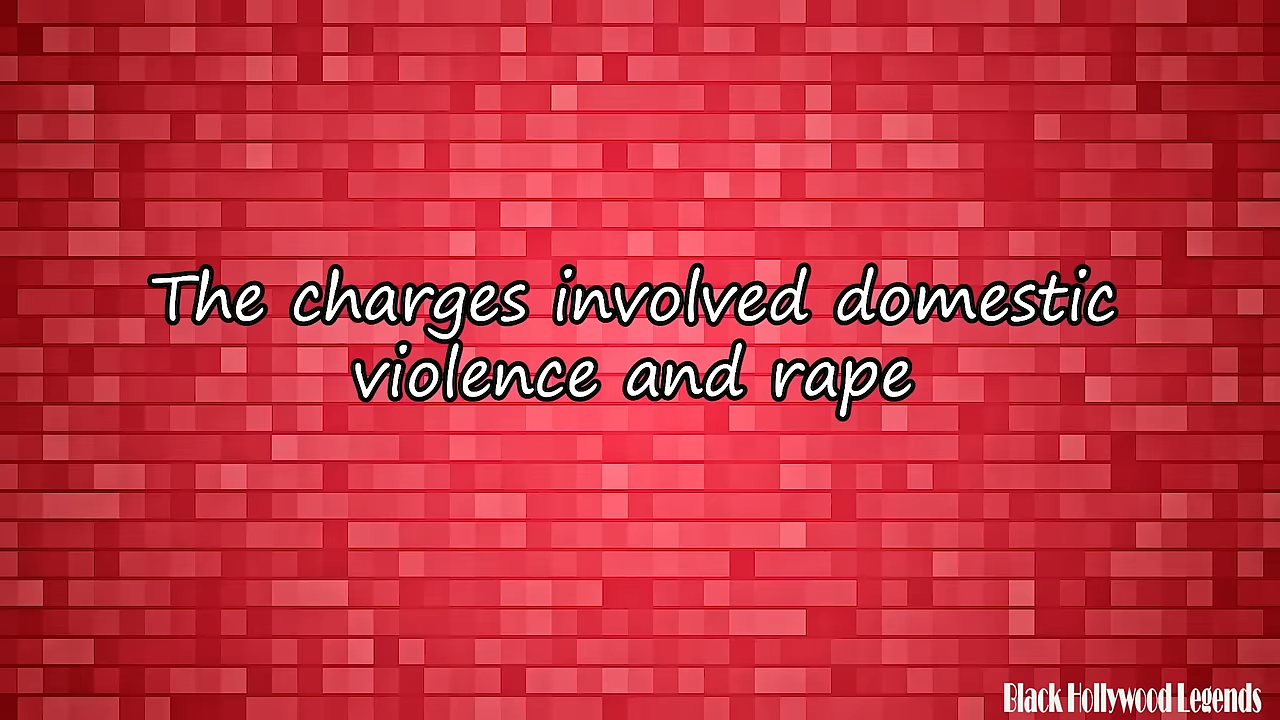 The charges involved domestic
violence and rape
Black Hollywood Legends